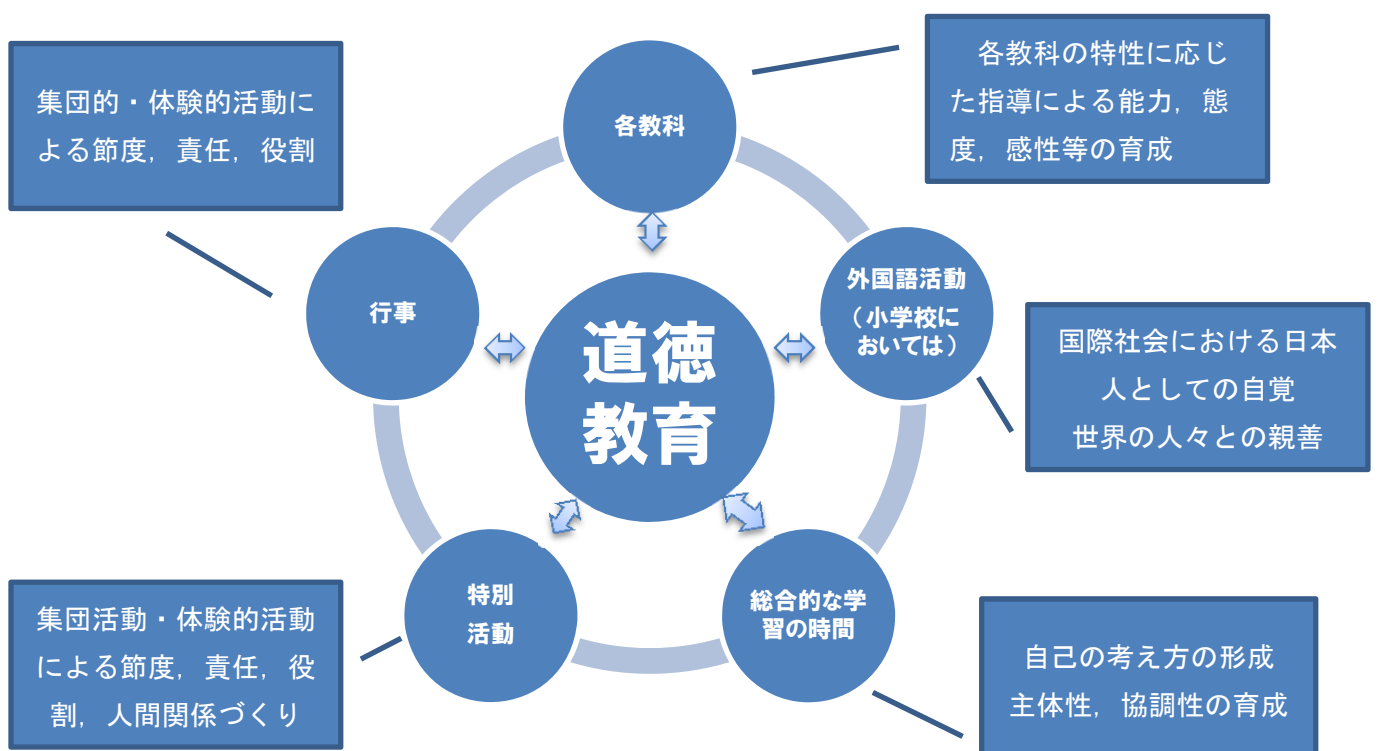 集団的・体験的活動に
よる節度，責任，役割
各教科
各教科の特性に応じ
た指導による能力，態
度，感性等の育成
行事
外国語活動
（小学校に
おいては）
道徳
教育
国際社会における日本
人としての自覚
世界の人々との親善
特別
活動
総合的な学
習の時間
集団活動・体験的活動
による節度，責任，役
割，人間関係づくり
自己の考え方の形成
主体性，協調性の育成